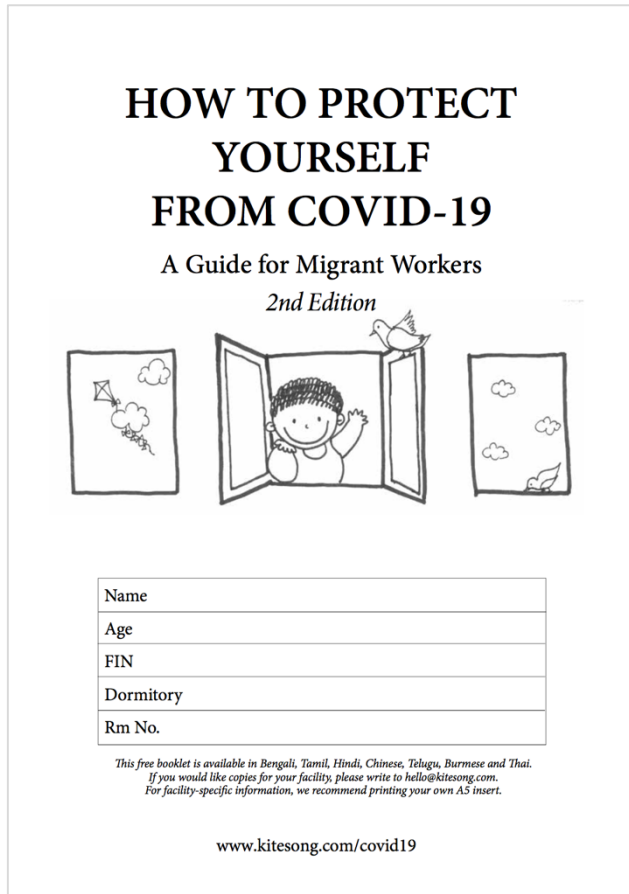 HOW TO PROTECT
YOURSELF
FROM COVID-19
A Guide for Migrant Workers
2nd Edition
Name
Age
FIN
Dormitory
Rm No.
This free booklet is available in Bengali, Tamil, Hindi, Chinese, Telugu, Burmese and Thai.
If you would like copies for your facility, please write to hello@kitesong.com.
For facility-specific information, we recommend printing your own A5 insert.
www.kitesong.com/covid19